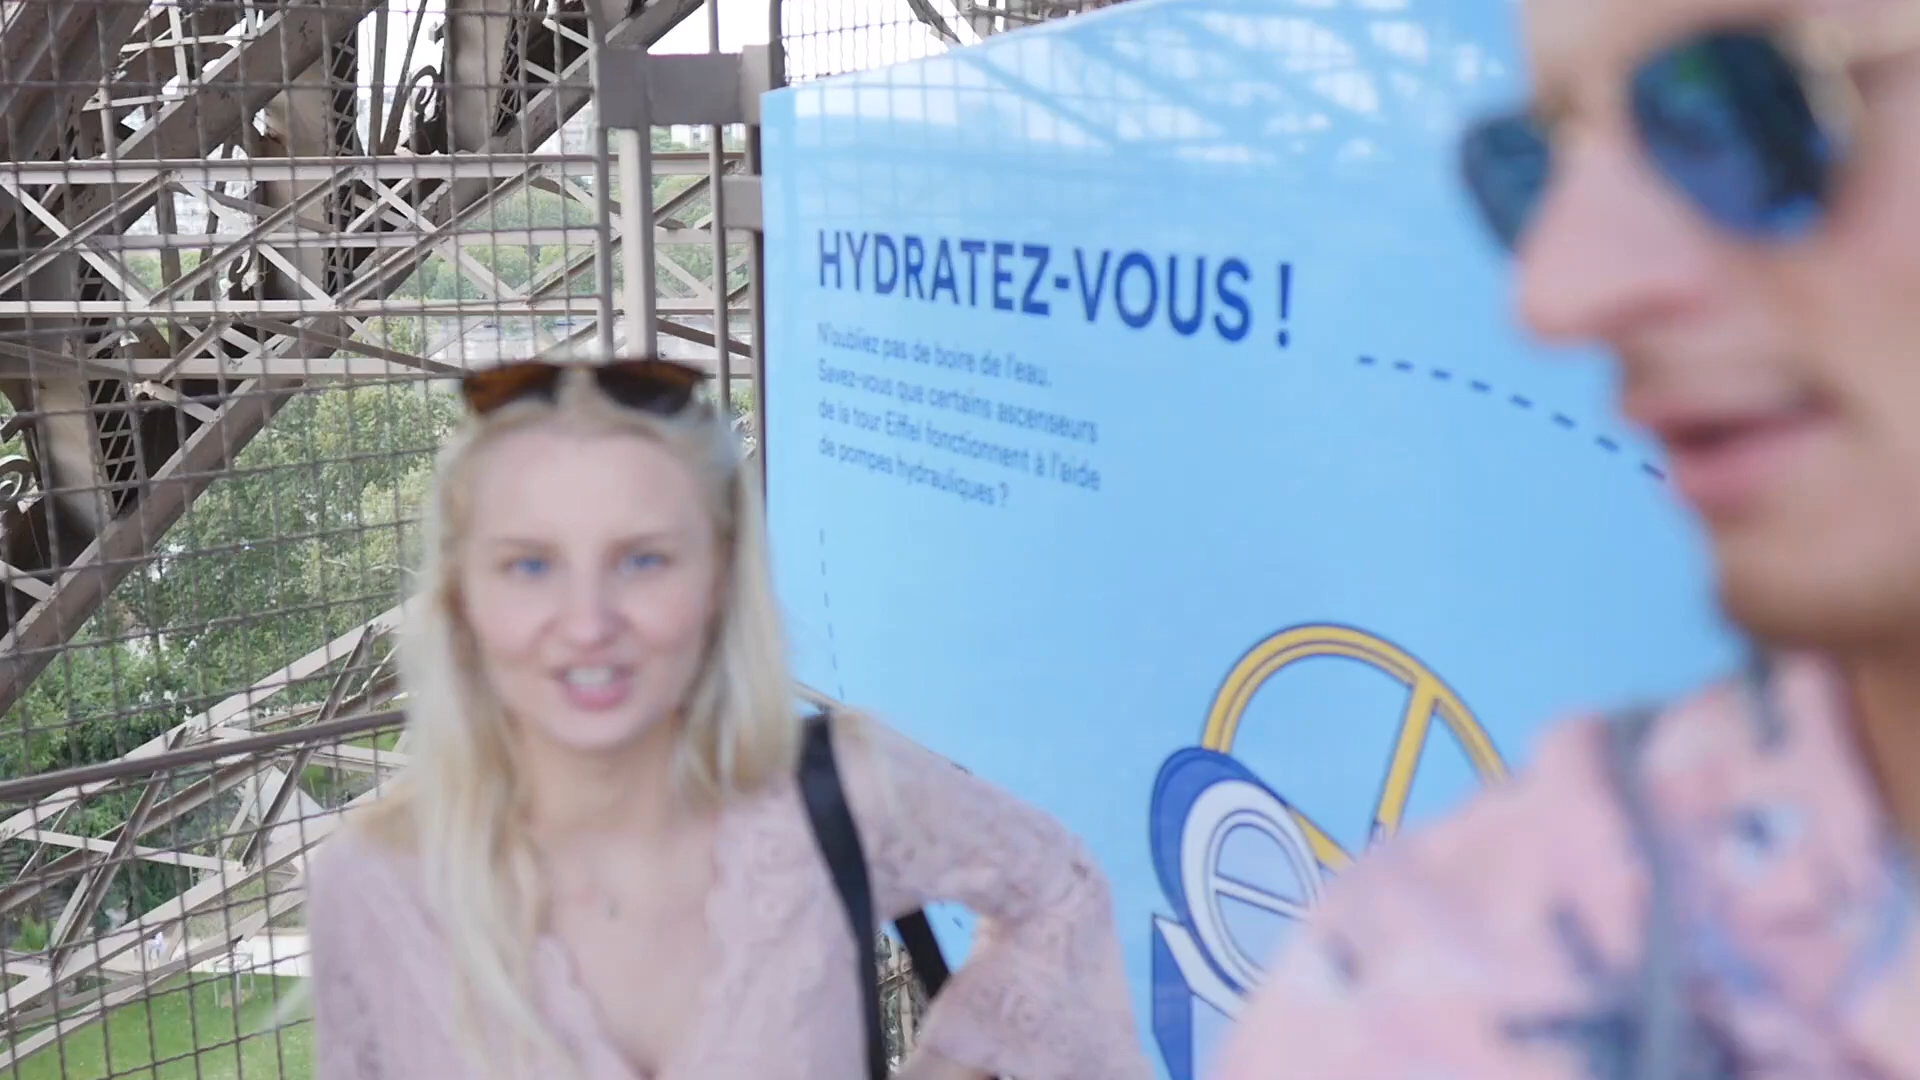 HYDRATEZ-VOUS !
N'oubliez pas de boire de l'eau.
Savez-vous que certains ascenseurs
de la tour Eiffel fonctionnent à l'aide
de pompes hydrauliques ?